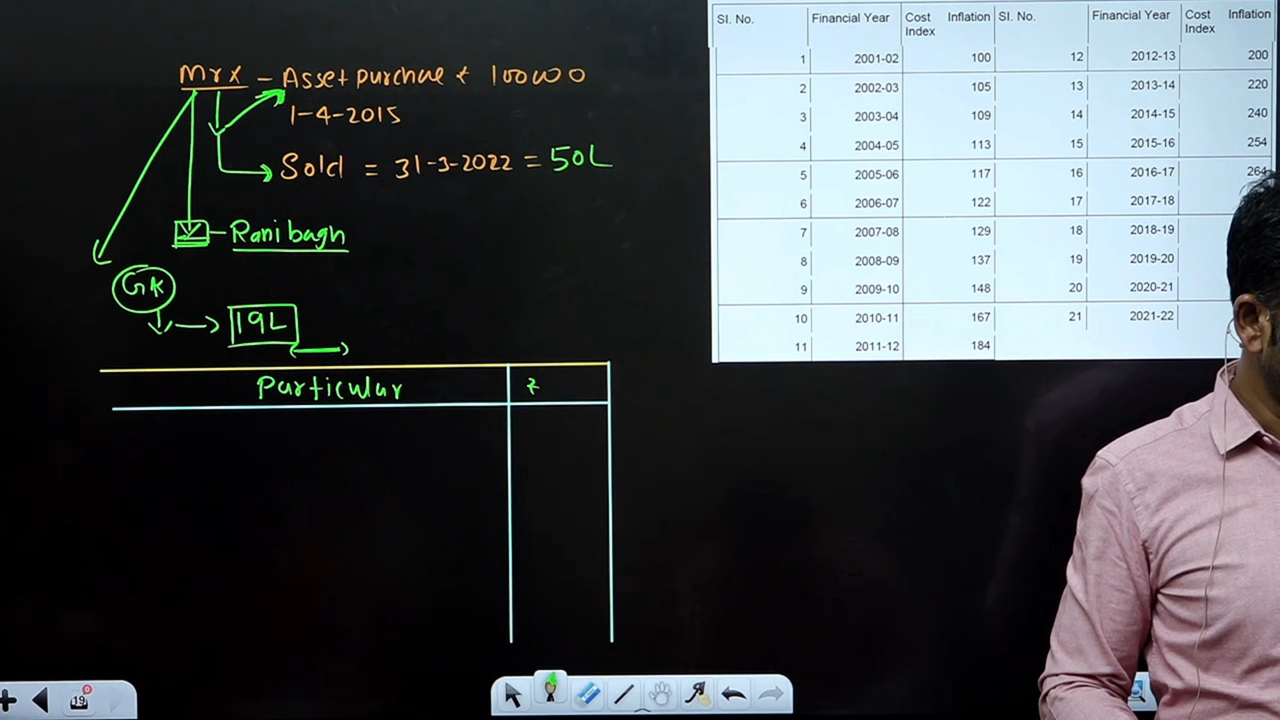 Mr X - Asset purchase ₹ 100000
1-4-2015
Sold = 31-3-2022 = 50L
Rani bagh
GK
19L
Particular ₹
SI. No. Financial Year Cost Inflation Index SI. No. Financial Year Cost Inflation Index
1 2001-02 100 12 2012-13 200
2 2002-03 105 13 2013-14 220
3 2003-04 109 14 2014-15 240
4 2004-05 113 15 2015-16 254
5 2005-06 117 16 2016-17 264
6 2006-07 122 17 2017-18
7 2007-08 129 18 2018-19
8 2008-09 137 19 2019-20
9 2009-10 148 20 2020-21
10 2010-11 167 21 2021-22
11 2011-12 184
19